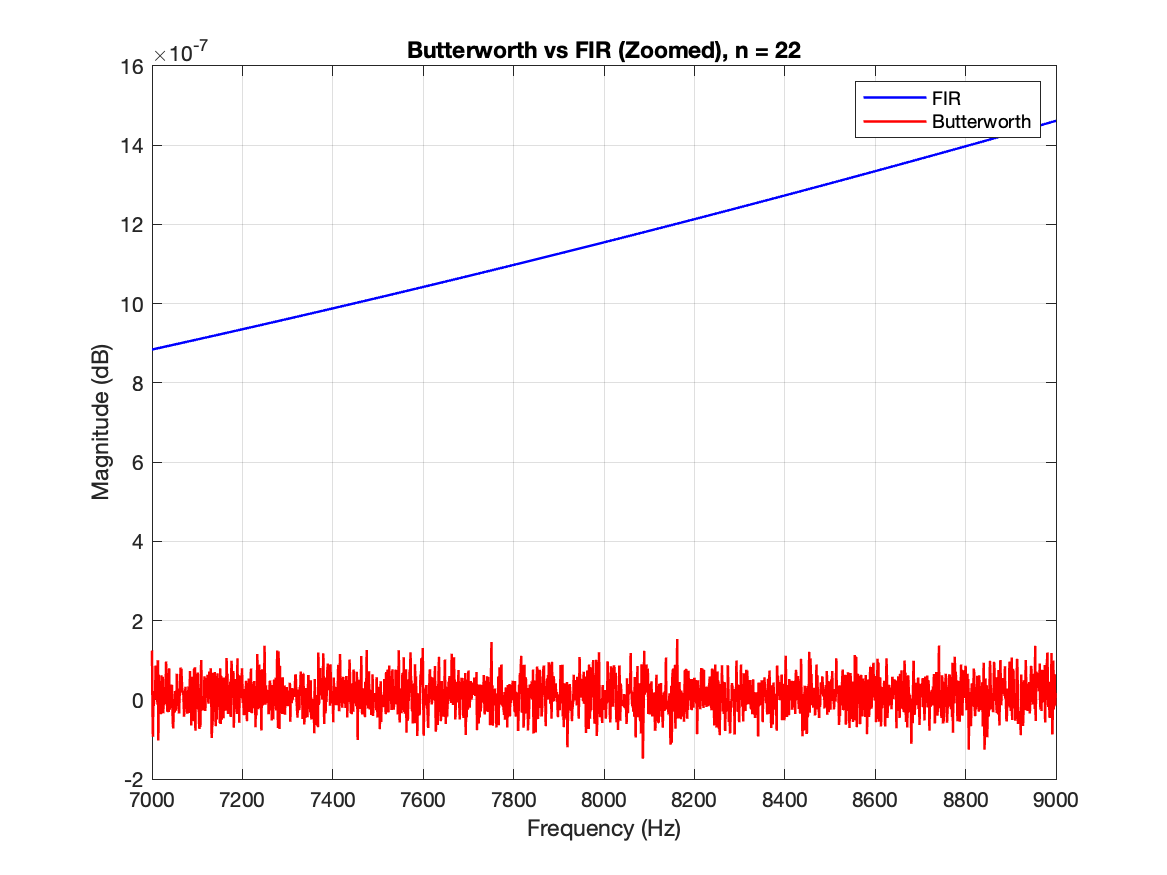 ×10-7
Butterworth vs FIR (Zoomed), n = 22
FIR
Butterworth
Magnitude (dB)
16
14
12
10
8
6
4
2
0
-2
7000 7200 7400 7600 7800 8000 8200 8400 8600 8800 9000
Frequency (Hz)